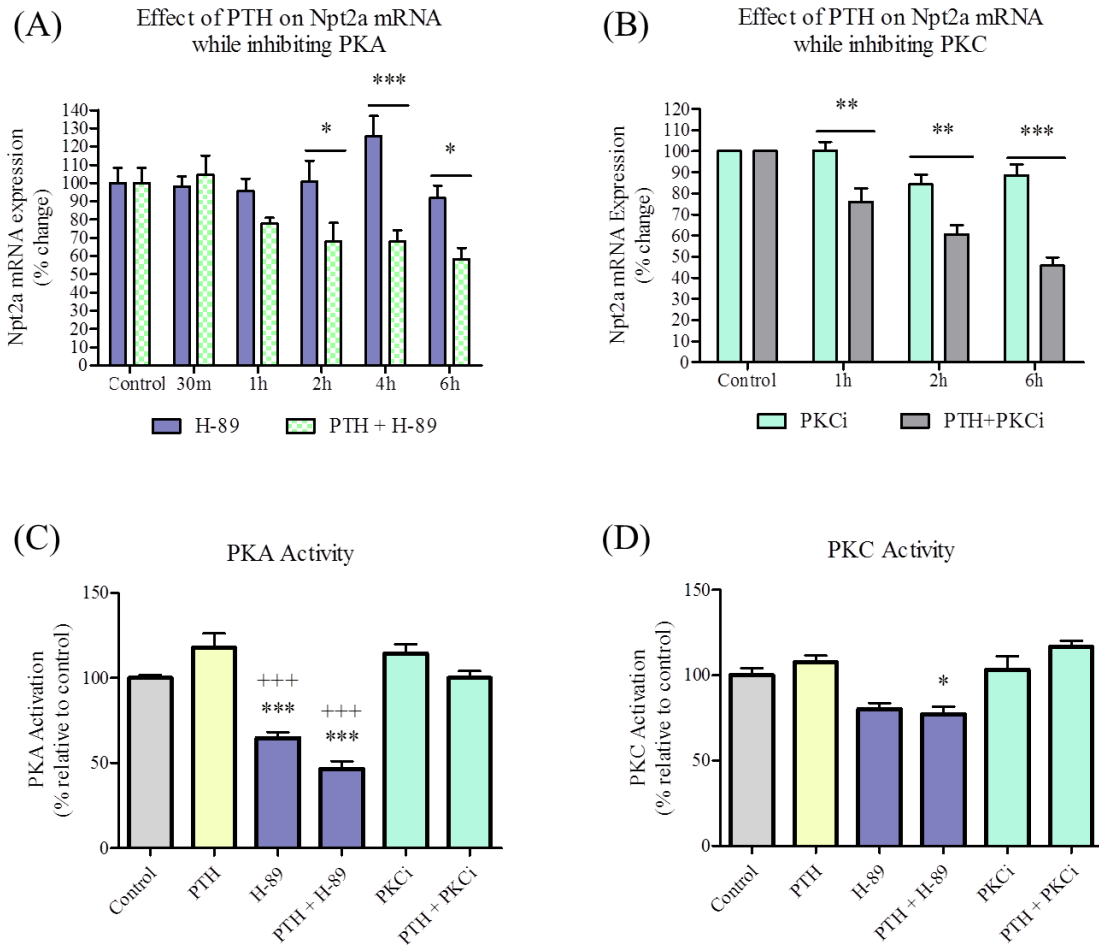 (A)
Effect of PTH on Npt2a mRNA
while inhibiting PKA
Npt2a mRNA expression
(% change)
140
130
120
110
100
90
80
70
60
50
40
30
20
10
0
*
***
*
Control 30m 1h 2h 4h 6h
H-89 PTH + H-89
(B)
Effect of PTH on Npt2a mRNA
while inhibiting PKC
Npt2a mRNA Expression
(% change)
120
110
100
90
80
70
60
50
40
30
20
10
0
**
**
***
Control 1h 2h 6h
PKCi PTH+PKCi
(C)
PKA Activity
PKA Activation
(% relative to control)
150
100
50
0
+++
***
+++
***
Control
PTH
H-89
PTH + H-89
PKCi
PTH + PKCi
(D)
PKC Activity
PKC Activation
(% relative to control)
150
100
50
0
*
Control
PTH
H-89
PTH + H-89
PKCi
PTH + PKCi